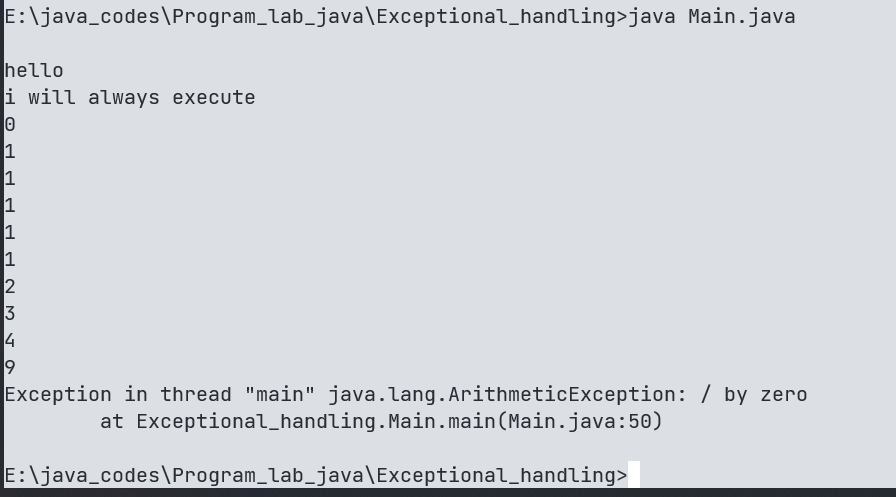 E:\java_codes\Program_lab_java\Exceptional_handling>java Main.java
hello
i will always execute
0
1
1
1
1
1
2
3
4
9
Exception in thread "main" java.lang.ArithmeticException: / by zero
        at Exceptional_handling.Main.main(Main.java:50)
E:\java_codes\Program_lab_java\Exceptional_handling>